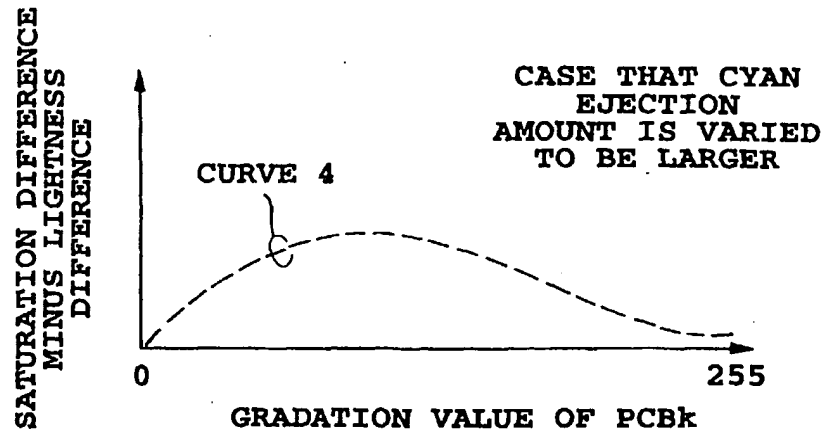 SATURATION DIFFERENCE
MINUS LIGHTNESS
DIFFERENCE
CASE THAT CYAN
EJECTION
AMOUNT IS VARIED
TO BE LARGER
CURVE 4
0
255
GRADATION VALUE OF PCBk